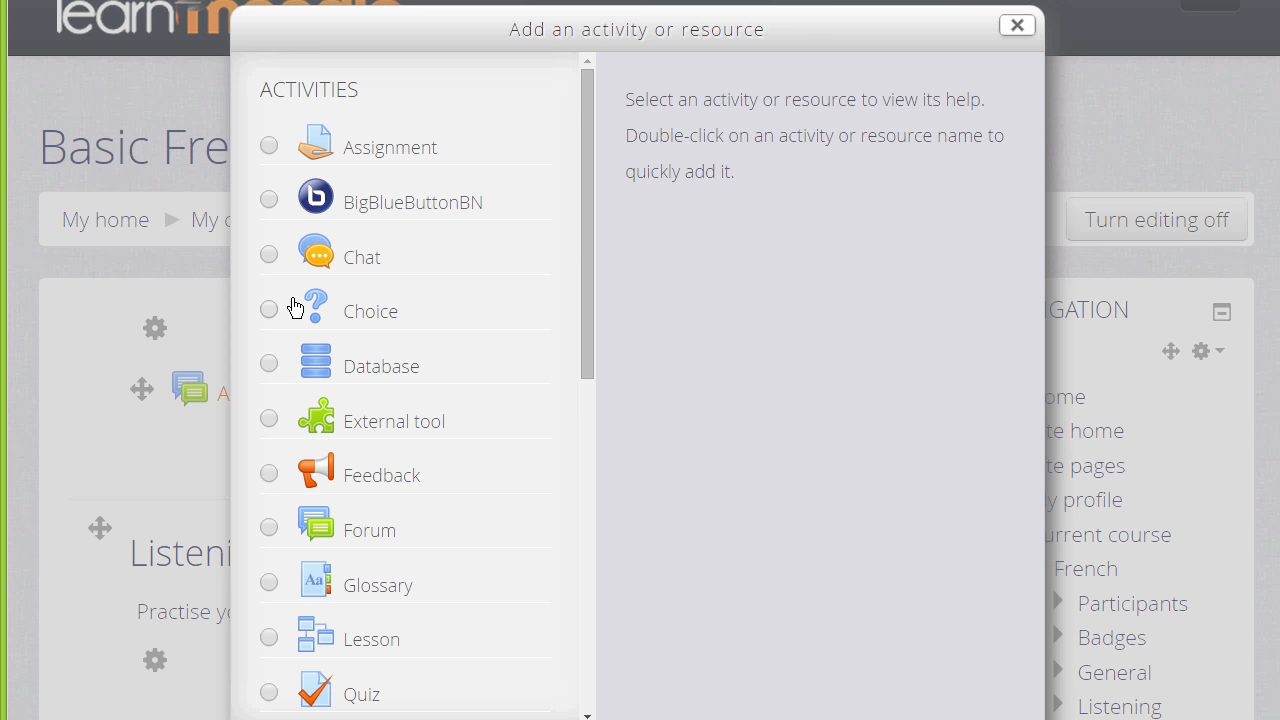 learn
Add an activity or resource
ACTIVITIES
Assignment
BigBlueButtonBN
Chat
Choice
Database
External tool
Feedback
Forum
Aa
Glossary
Lesson
Quiz
Select an activity or resource to view its help.
Double-click on an activity or resource name to
quickly add it.
Basic Fre
My home
My c
Turn editing off
A
Listeni
Practise yo
IGATION
ome
te home
te pages
y profile
urrent course
French
Participants
Badges
General
Listening